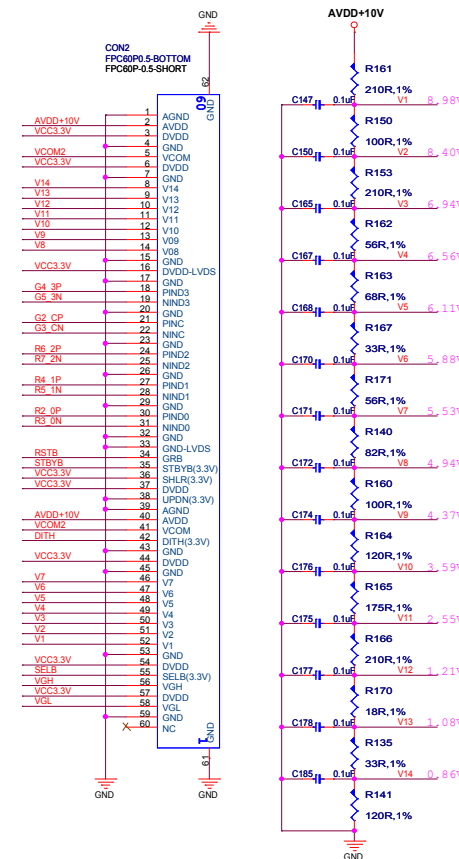 GND
CON2
FPC60P0.5-BOTTOM
FPC60P-0.5-SHORT
62
60
GND
1 AGND
AVDD+10V 2 AVDD
VCC3.3V 3 DVDD
4 GND
VCOM2 5 VCOM
VCC3.3V 6 DVDD
7 GND
V14 8 V14
V13 9 V13
V12 10 V12
V11 11 V11
V10 12 V10
V9 13 V09
V8 14 V08
15 GND
VCC3.3V 16 DVDD-LVDS
17 GND
G4_3P 18 PIND3
G5_3N 19 NIND3
20 GND
G2_CP 21 PINC
G3_CN 22 NINC
23 GND
R6_2P 24 PIND2
R7_2N 25 NIND2
26 GND
R4_1P 27 PIND1
R5_1N 28 NIND1
29 GND
R2_0P 30 PIND0
R3_0N 31 NIND0
32 GND
33 GND-LVDS
RSTB 34 GRB
STBYB 35 STBYB(3.3V)
VCC3.3V 36 SHLR(3.3V)
VCC3.3V 37 DVDD
38 UPDN(3.3V)
39 AGND
AVDD+10V 40 AVDD
VCOM2 41 VCOM
DITH 42 DITH(3.3V)
43 GND
VCC3.3V 44 DVDD
45 GND
V7 46 V7
V6 47 V6
V5 48 V5
V4 49 V4
V3 50 V3
V2 51 V2
V1 52 V1
53 GND
VCC3.3V 54 DVDD
SELB 55 SELB(3.3V)
VGH 56 VGH
VCC3.3V 57 DVDD
VGL 58 VGL
59 GND
60 NC
1
GND
61
GND
GND
AVDD+10V
R161
210R,1%
C147 0.1uF V1 8.98V
R150
100R,1%
C150 0.1uF V2 8.40V
R153
210R,1%
C165 0.1uF V3 6.94V
R162
56R,1%
C167 0.1uF V4 6.56V
R163
68R,1%
C168 0.1uF V5 6.11V
R167
33R,1%
C170 0.1uF V6 5.88V
R171
56R,1%
C171 0.1uF V7 5.53V
R140
82R,1%
C172 0.1uF V8 4.94V
R160
100R,1%
C174 0.1uF V9 4.37V
R164
120R,1%
C176 0.1uF V10 3.59V
R165
175R,1%
C175 0.1uF V11 2.55V
R166
210R,1%
C177 0.1uF V12 1.21V
R170
18R,1%
C178 0.1uF V13 1.08V
R135
33R,1%
C185 0.1uF V14 0.86V
R141
120R,1%
GND